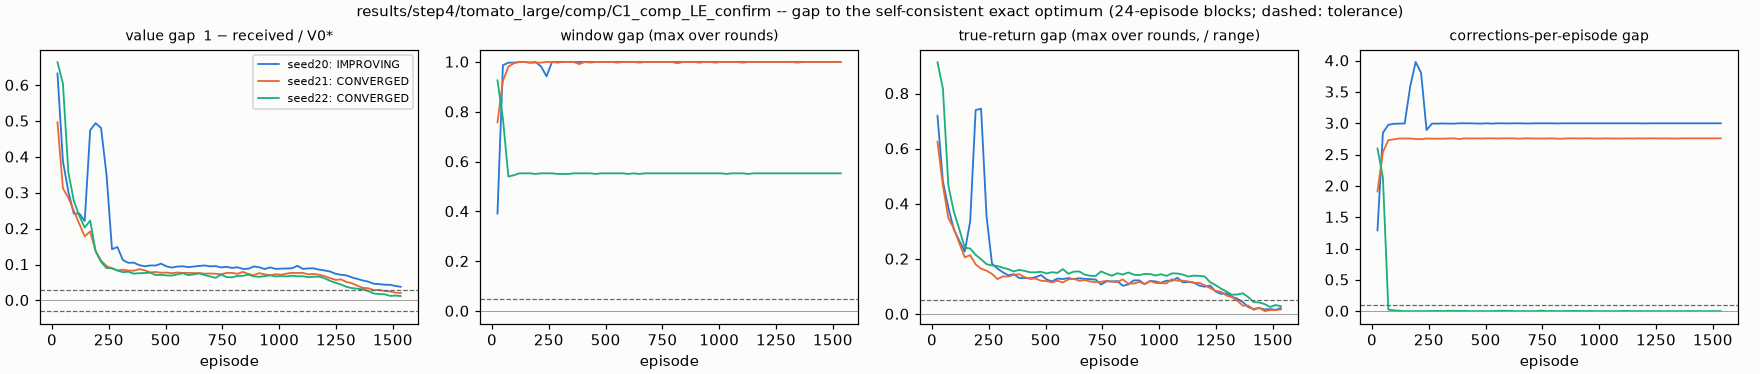 results/step4/tomato_large/comp/C1_comp_LE_confirm -- gap to the self-consistent exact optimum (24-episode blocks; dashed: tolerance)
value gap 1 − received / V0*
0.6
0.5
0.4
0.3
0.2
0.1
0.0
seed20: IMPROVING
seed21: CONVERGED
seed22: CONVERGED
0 250 500 750 1000 1250 1500
episode
window gap (max over rounds)
1.0
0.8
0.6
0.4
0.2
0.0
0 250 500 750 1000 1250 1500
episode
true-return gap (max over rounds, / range)
0.8
0.6
0.4
0.2
0.0
0 250 500 750 1000 1250 1500
episode
corrections-per-episode gap
4.0
3.5
3.0
2.5
2.0
1.5
1.0
0.5
0.0
0 250 500 750 1000 1250 1500
episode